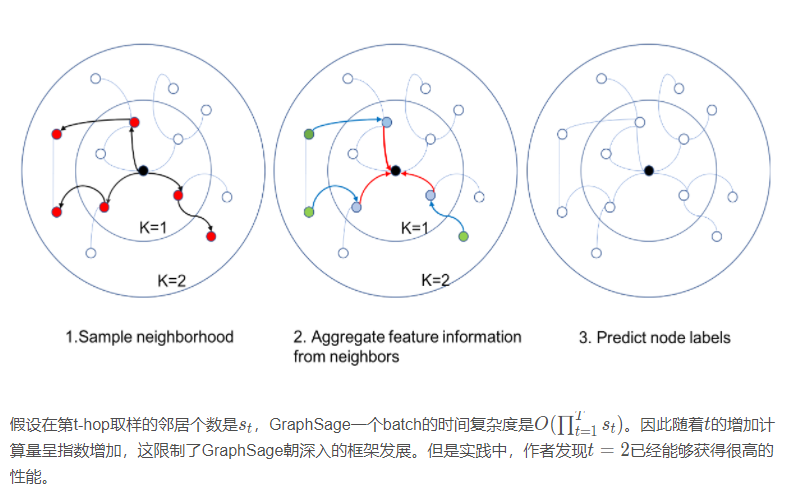 K=1
K=2
K=1
K=2
1.Sample neighborhood
2. Aggregate feature information
from neighbors
3. Predict node labels
假设在第t-hop取样的邻居个数是$s_t$，GraphSage一个batch的时间复杂度是$O(\prod_{t=1}^{T} s_t)$。因此随着$t$的增加计
算量呈指数增加，这限制了GraphSage朝深入的框架发展。但是实践中，作者发现$t = 2$已经能够获得很高的
性能。